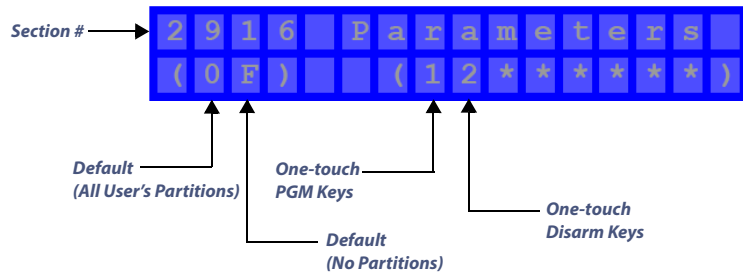 Section #
2916 Parameters
(0F) (12******)
Default
(All User's Partitions)
One-touch
PGM Keys
One-touch
Disarm Keys
Default
(No Partitions)